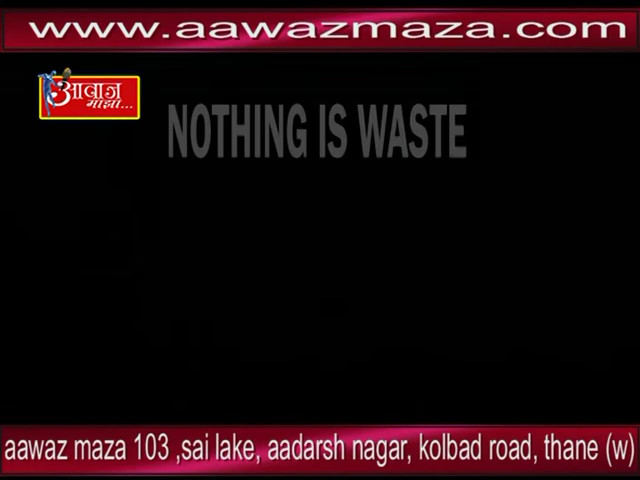 www.aawazmaza.com
आवाज
माझा...
NOTHING IS WASTE
aawaz maza 103 ,sai lake, aadarsh nagar, kolbad road, thane (w)